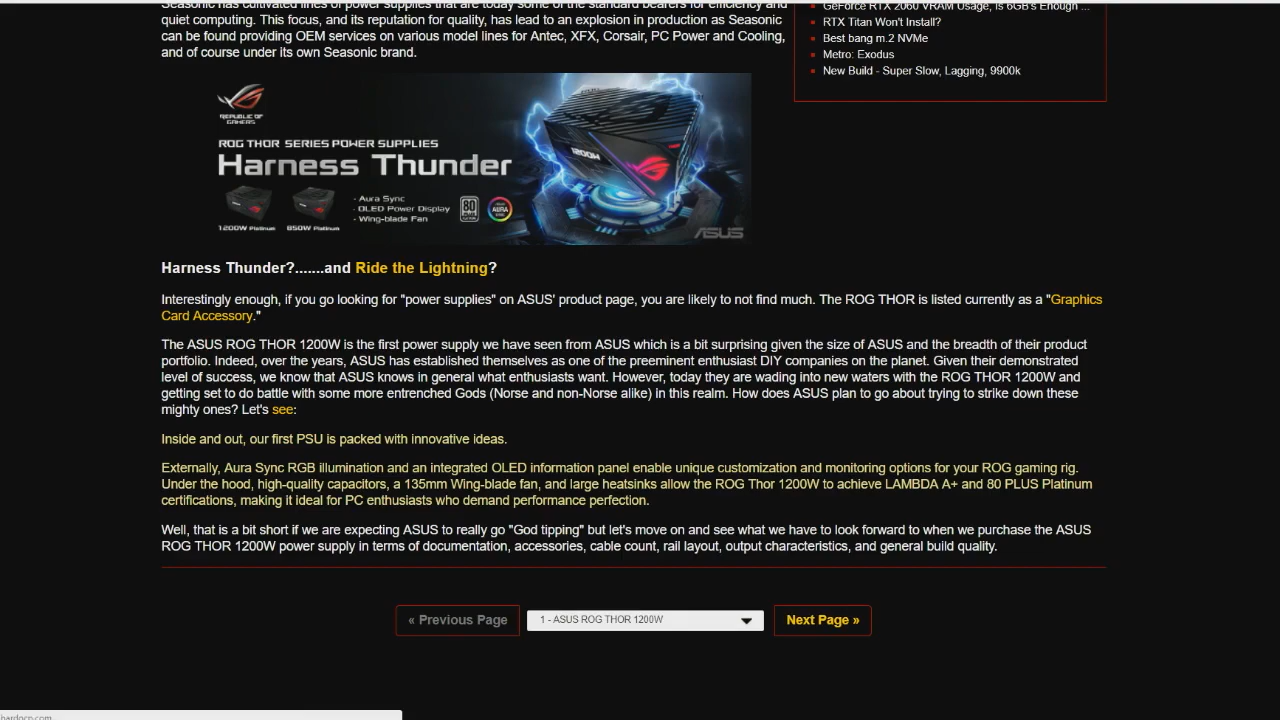 Seasonic has cultivated lines of power supplies that are today some of the standard bearers for efficiency and
quiet computing. This focus, and its reputation for quality, has lead to an explosion in production as Seasonic
can be found providing OEM services on various model lines for Antec, XFX, Corsair, PC Power and Cooling,
and of course under its own Seasonic brand.
GeForce RTX 2060 VRAM Usage, is 6GB's Enough ...
RTX Titan Won't Install?
Best bang m.2 NVMe
Metro: Exodus
New Build - Super Slow, Lagging, 9900k
REPUBLIC OF
GAMERS
ROG THOR SERIES POWER SUPPLIES
Harness Thunder
- Aura Sync
- OLED Power Display
- Wing-blade Fan
80
AURA
1200W Platinum
850W Platinum
1200W
ASUS
Harness Thunder?.......and Ride the Lightning?
Interestingly enough, if you go looking for "power supplies" on ASUS' product page, you are likely to not find much. The ROG THOR is listed currently as a "Graphics
Card Accessory."
The ASUS ROG THOR 1200W is the first power supply we have seen from ASUS which is a bit surprising given the size of ASUS and the breadth of their product
portfolio. Indeed, over the years, ASUS has established themselves as one of the preeminent enthusiast DIY companies on the planet. Given their demonstrated
level of success, we know that ASUS knows in general what enthusiasts want. However, today they are wading into new waters with the ROG THOR 1200W and
getting set to do battle with some more entrenched Gods (Norse and non-Norse alike) in this realm. How does ASUS plan to go about trying to strike down these
mighty ones? Let's see:
Inside and out, our first PSU is packed with innovative ideas.
Externally, Aura Sync RGB illumination and an integrated OLED information panel enable unique customization and monitoring options for your ROG gaming rig.
Under the hood, high-quality capacitors, a 135mm Wing-blade fan, and large heatsinks allow the ROG Thor 1200W to achieve LAMBDA A+ and 80 PLUS Platinum
certifications, making it ideal for PC enthusiasts who demand performance perfection.
Well, that is a bit short if we are expecting ASUS to really go "God tipping" but let's move on and see what we have to look forward to when we purchase the ASUS
ROG THOR 1200W power supply in terms of documentation, accessories, cable count, rail layout, output characteristics, and general build quality.
« Previous Page
1 - ASUS ROG THOR 1200W
Next Page »
hardocp.com